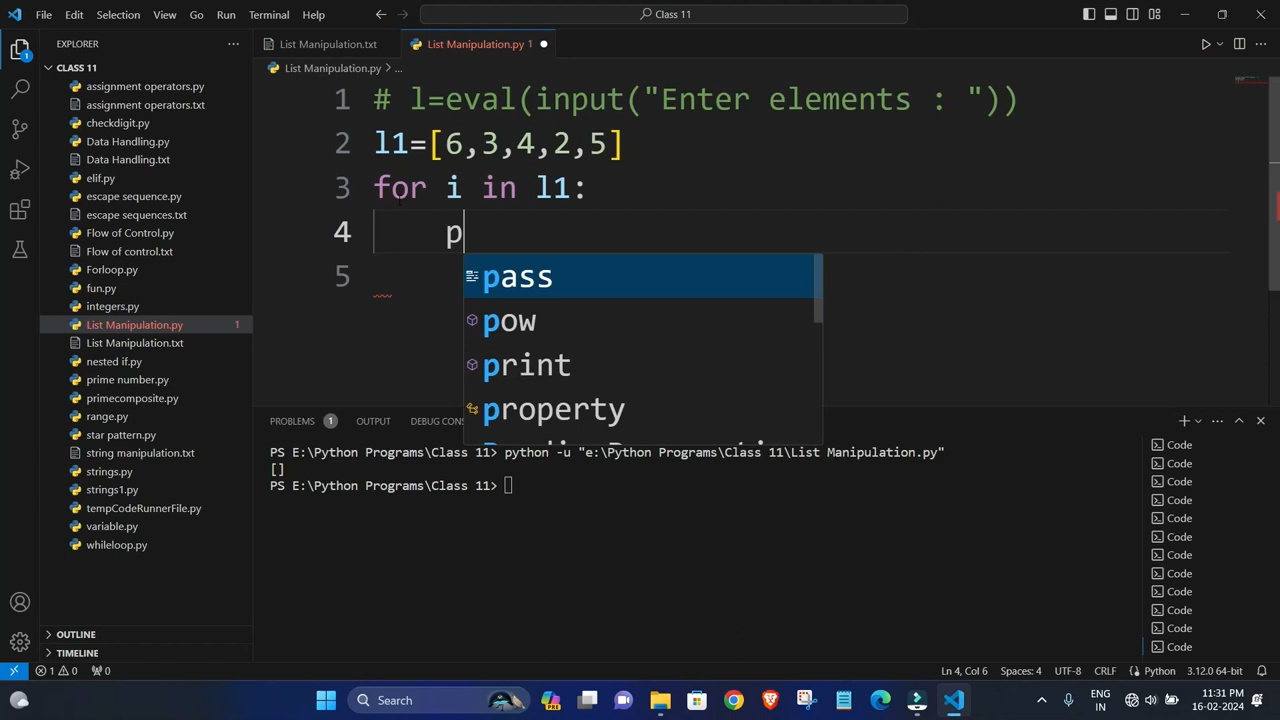 File Edit Selection View Go Run Terminal Help
Class 11
EXPLORER
List Manipulation.txt
List Manipulation.py 1
List Manipulation.py > ...
CLASS 11
assignment operators.py
assignment operators.txt
checkdigit.py
Data Handling.py
Data Handling.txt
elif.py
escape sequence.py
escape sequences.txt
Flow of Control.py
Flow of control.txt
Forloop.py
fun.py
integers.py
List Manipulation.py 1
List Manipulation.txt
nested if.py
prime number.py
primecomposite.py
range.py
star pattern.py
string manipulation.txt
strings.py
strings1.py
tempCodeRunnerFile.py
variable.py
whileloop.py
OUTLINE
TIMELINE
1 # l=eval(input("Enter elements : "))
2 l1=[6,3,4,2,5]
3 for i in l1:
4 p
5
pass
pow
print
property
PROBLEMS 1 OUTPUT DEBUG CONS
PS E:\Python Programs\Class 11> python -u "e:\Python Programs\Class 11\List Manipulation.py"
[]
PS E:\Python Programs\Class 11>
Code
Code
Code
Code
Code
Code
Code
Code
Code
Code
Code
Code
1 0 0
Ln 4, Col 6 Spaces: 4 UTF-8 CRLF Python 3.12.0 64-bit
Search
PRE
ENG
IN
11:31 PM
16-02-2024